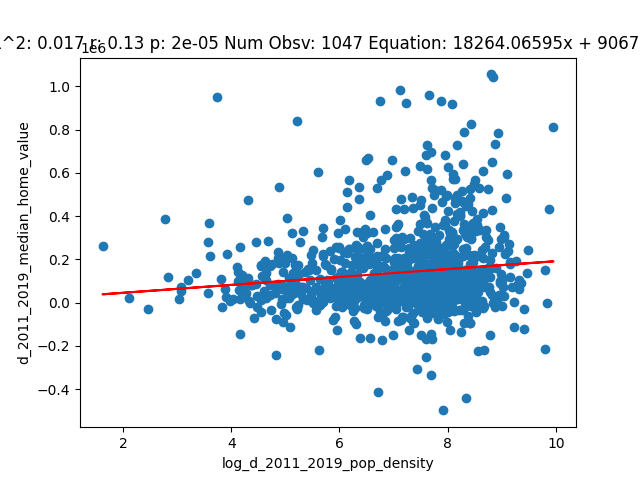 ^2: 0.017 r: 0.13 p: 2e-05 Num Obsv: 1047 Equation: 18264.06595x + 9067
1e6
1.0
0.8
0.6
0.4
0.2
0.0
−0.2
−0.4
d_2011_2019_median_home_value
2 4 6 8 10
log_d_2011_2019_pop_density